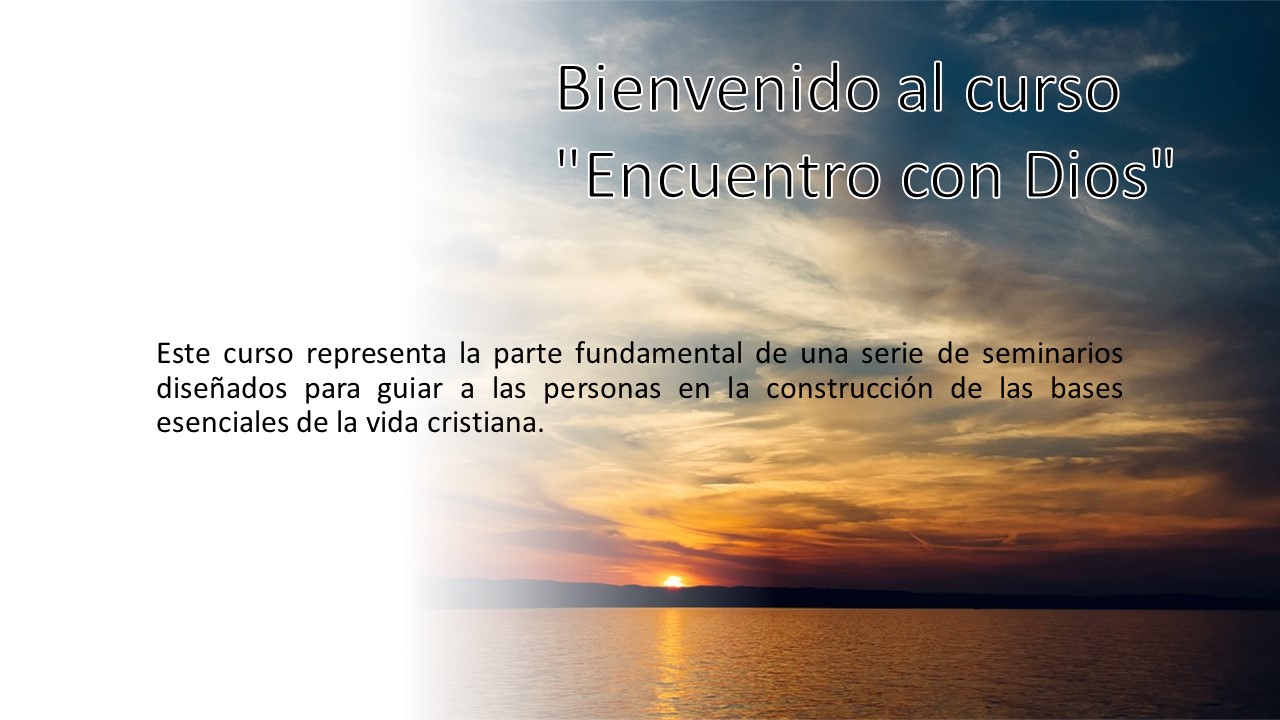 Bienvenido al curso
"Encuentro con Dios"
Este curso representa la parte fundamental de una serie de seminarios
diseñados para guiar a las personas en la construcción de las bases
esenciales de la vida cristiana.